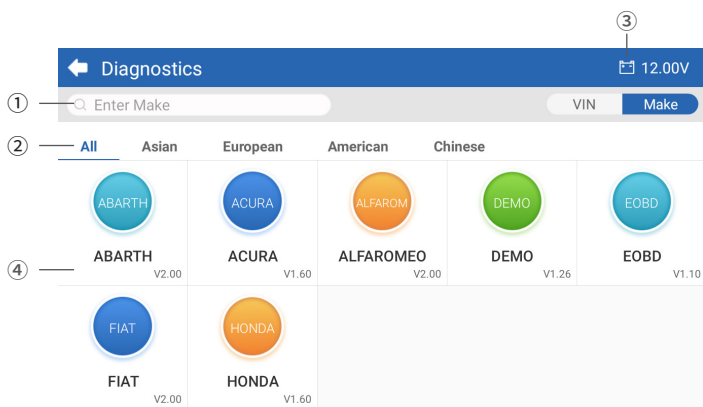 ③
Diagnostics 12.00V
① Enter Make VIN Make
② All Asian European American Chinese
ABARTH ACURA ALFAROM DEMO EOBD
ABARTH ACURA ALFAROMEO DEMO EOBD
④ V2.00 V1.60 V2.00 V1.26 V1.10
FIAT HONDA
FIAT HONDA
V2.00 V1.60